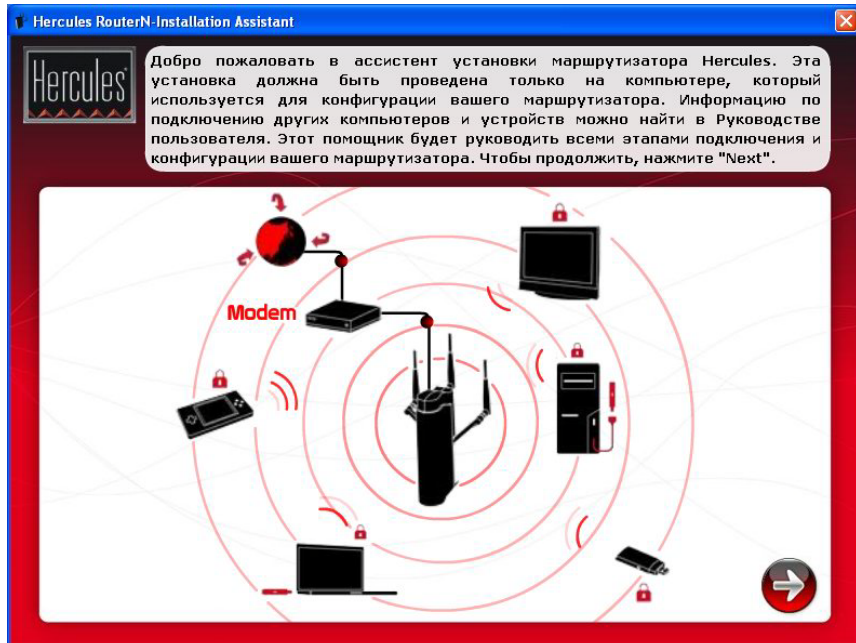 Hercules RouterN-Installation Assistant
Hercules®
Добро пожаловать в ассистент установки маршрутизатора Hercules. Эта
установка должна быть проведена только на компьютере, который
используется для конфигурации вашего маршрутизатора. Информацию по
подключению других компьютеров и устройств можно найти в Руководстве
пользователя. Этот помощник будет руководить всеми этапами подключения и
конфигурации вашего маршрутизатора. Чтобы продолжить, нажмите "Next".
Modem